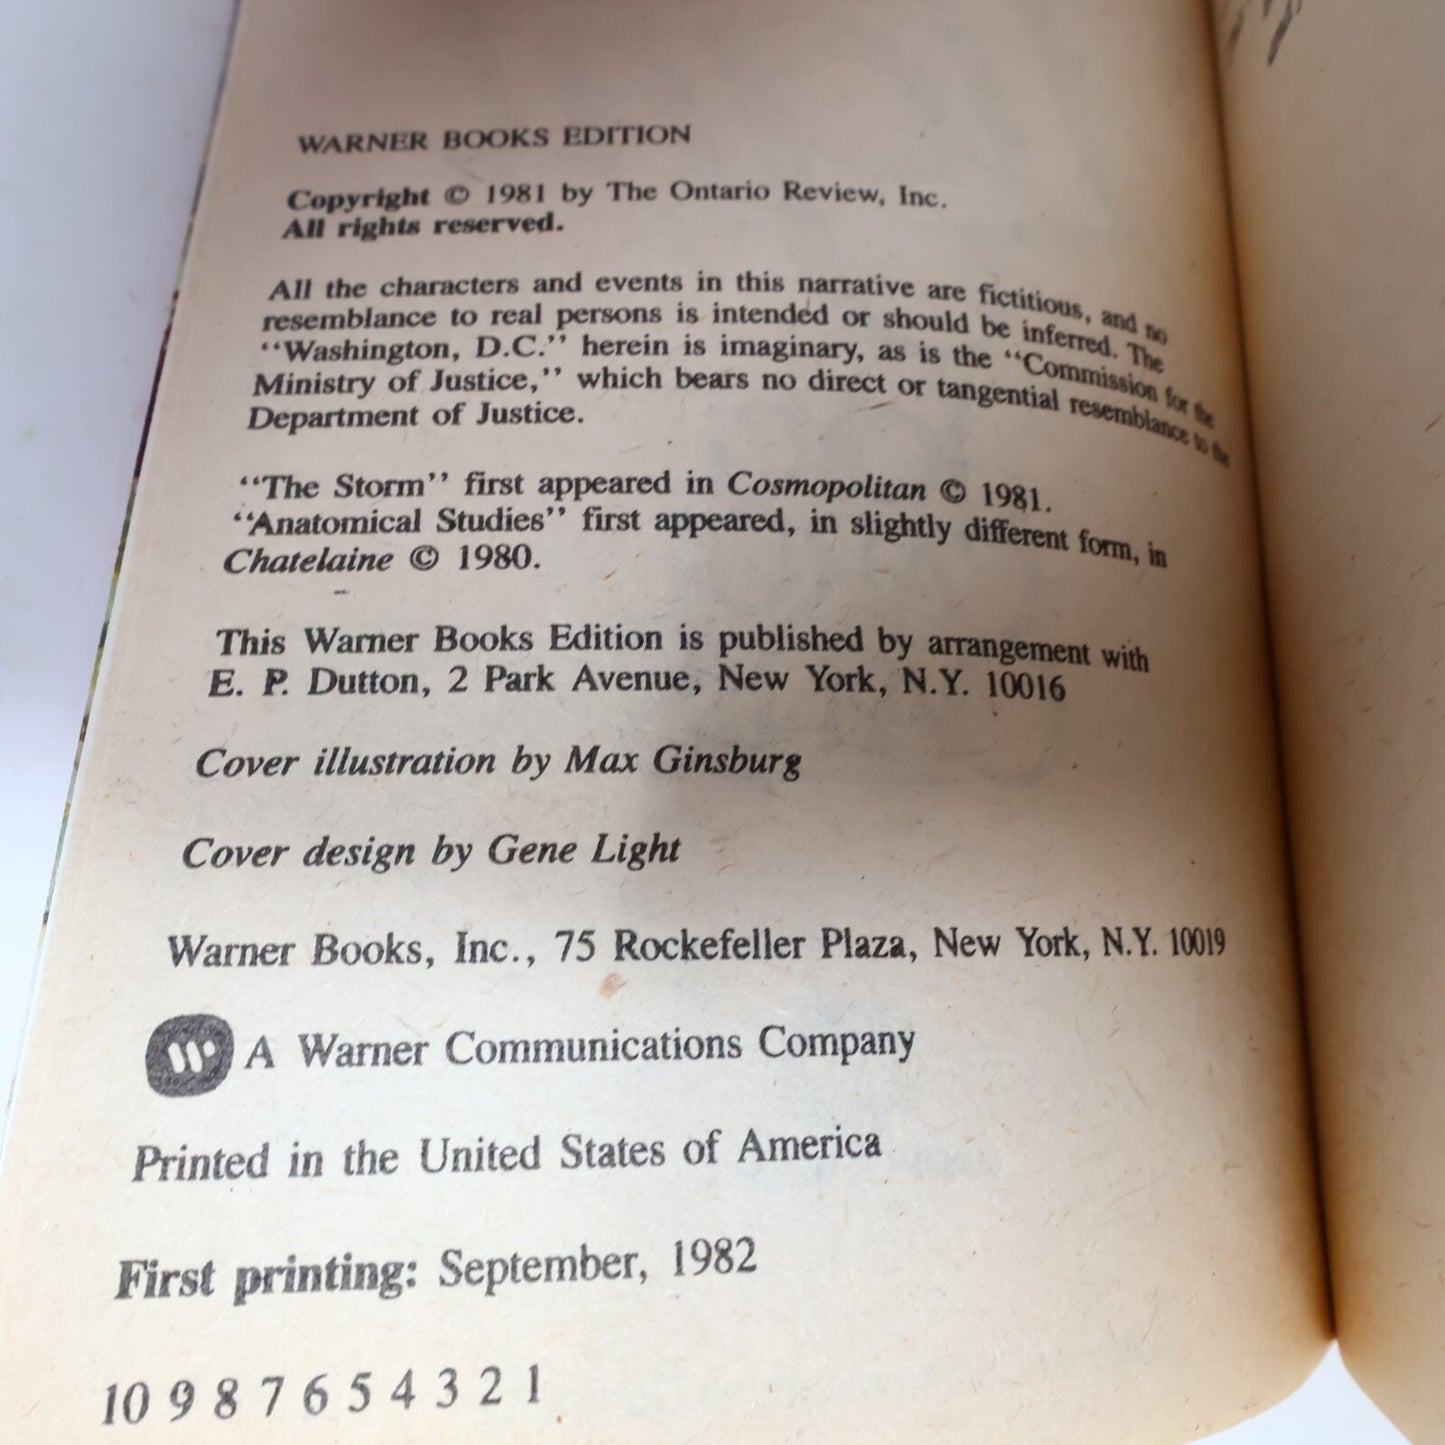 WARNER BOOKS EDITION
Copyright © 1981 by The Ontario Review, Inc.
All rights reserved.
All the characters and events in this narrative are fictitious, and no
resemblance to real persons is intended or should be inferred. The
“Washington, D.C.” herein is imaginary, as is the “Commission for the
Ministry of Justice,” which bears no direct or tangential resemblance to the
Department of Justice.
“The Storm” first appeared in Cosmopolitan © 1981.
“Anatomical Studies” first appeared, in slightly different form, in
Chatelaine © 1980.
This Warner Books Edition is published by arrangement with
E. P. Dutton, 2 Park Avenue, New York, N.Y. 10016
Cover illustration by Max Ginsburg
Cover design by Gene Light
Warner Books, Inc., 75 Rockefeller Plaza, New York, N.Y. 10019
A Warner Communications Company
Printed in the United States of America
First printing: September, 1982
10 9 8 7 6 5 4 3 2 1